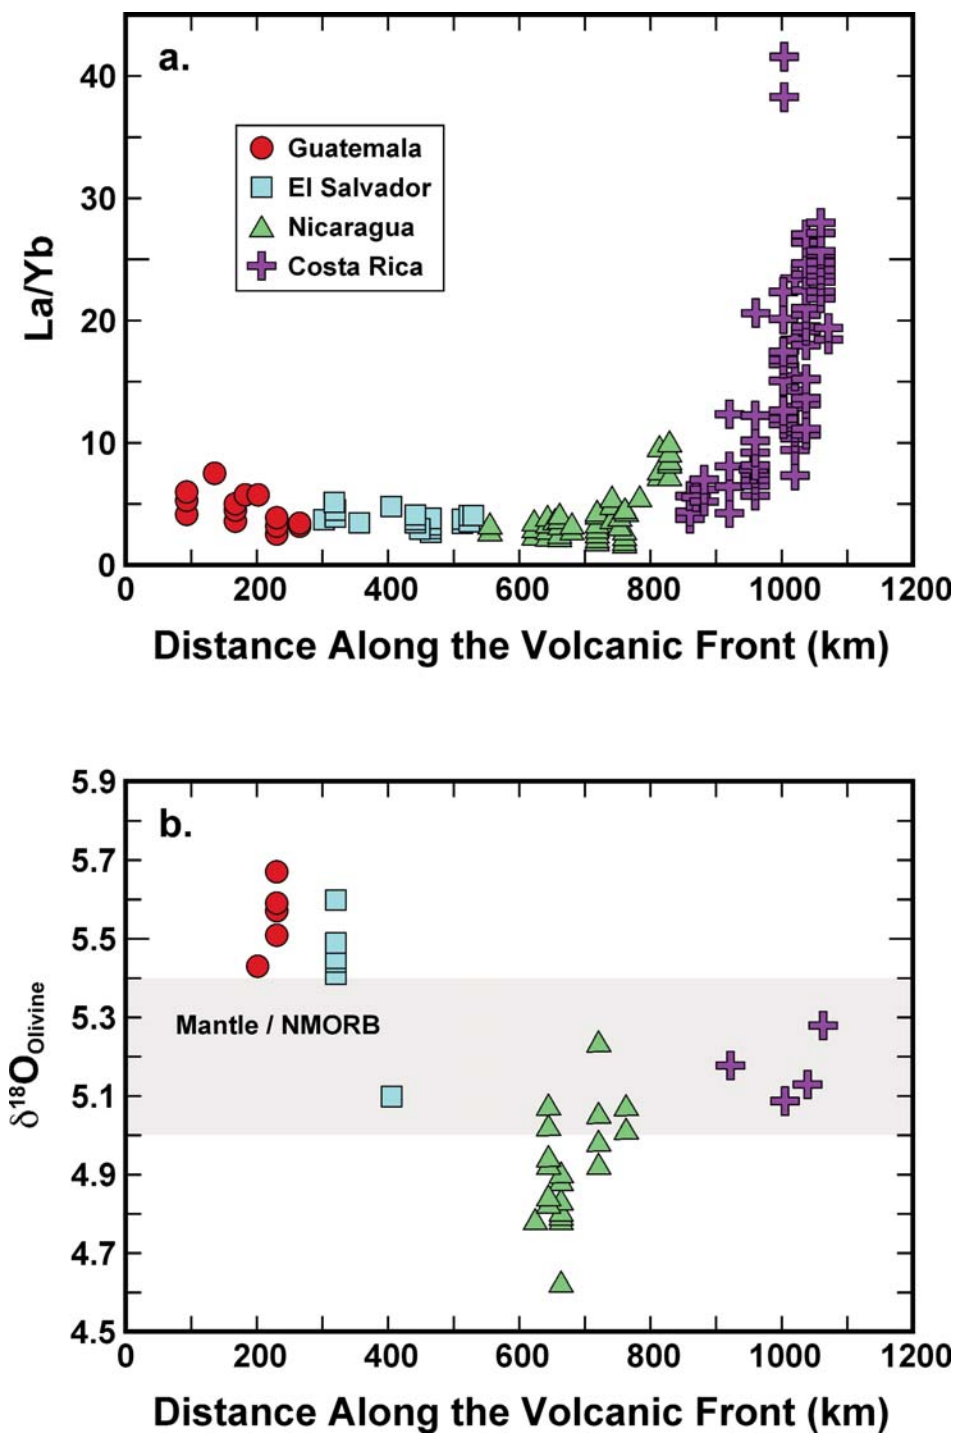 a.
40
30
20
10
0
La/Yb
Guatemala
El Salvador
Nicaragua
Costa Rica
0 200 400 600 800 1000 1200
Distance Along the Volcanic Front (km)
b.
5.9
5.7
5.5
5.3
5.1
4.9
4.7
4.5
δ18OOlivine
Mantle / NMORB
0 200 400 600 800 1000 1200
Distance Along the Volcanic Front (km)